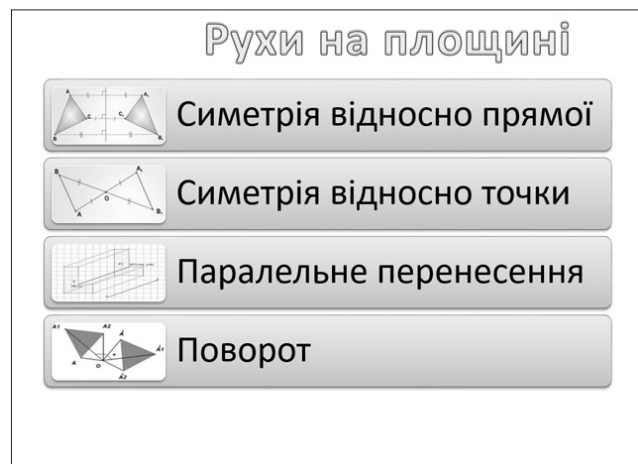 Рухи на площині
Симетрія відносно прямої
Симетрія відносно точки
Паралельне перенесення
Поворот